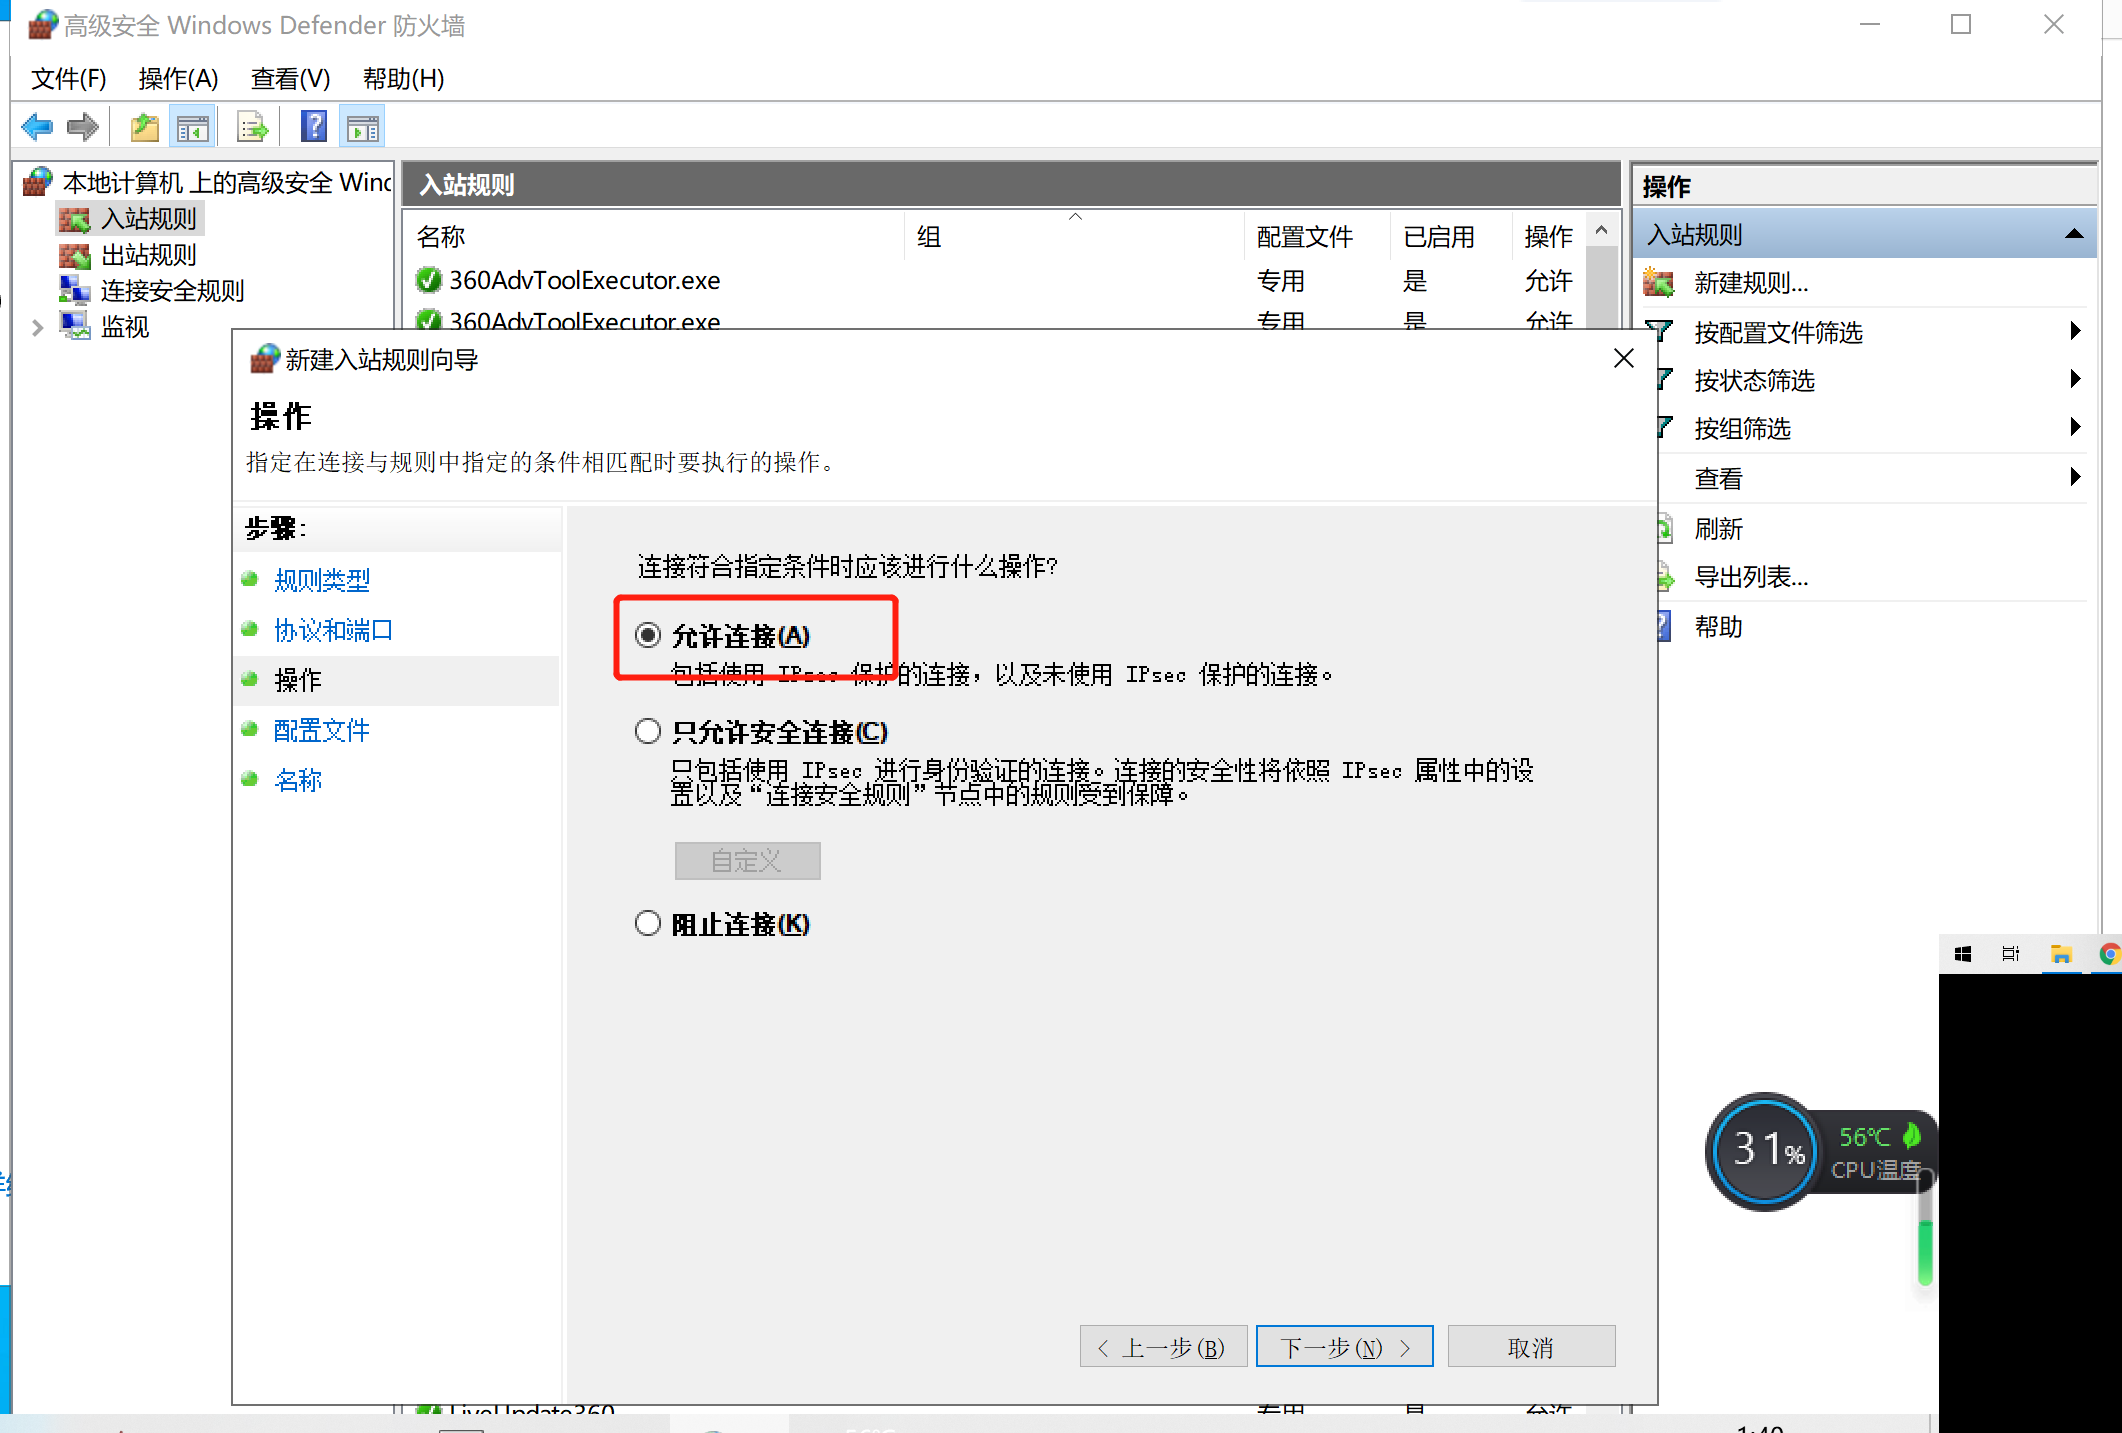 高级安全 Windows Defender 防火墙
文件(F) 操作(A) 查看(V) 帮助(H)
本地计算机 上的高级安全 Wind
入站规则
出站规则
连接安全规则
监视
入站规则
名称 组 配置文件 已启用 操作
360AdvToolExecutor.exe 专用 是 允许
360AdvToolExecutor.exe 专用 是 允许
操作
入站规则
新建规则...
按配置文件筛选
按状态筛选
按组筛选
查看
刷新
导出列表...
帮助
新建入站规则向导
操作
指定在连接与规则中指定的条件相匹配时要执行的操作。
步骤:
规则类型
协议和端口
操作
配置文件
名称
连接符合指定条件时应该进行什么操作?
允许连接(A)
包括使用 IPsec 保护的连接，以及未使用 IPsec 保护的连接。
只允许安全连接(C)
只包括使用 IPsec 进行身份验证的连接。连接的安全性将依照 IPsec 属性中的设
置以及“连接安全规则”节点中的规则受到保障。
自定义
阻止连接(K)
< 上一步(B) 下一步(N) > 取消
LiveUpdate360 专用 是 允许
31% 56℃
CPU温度